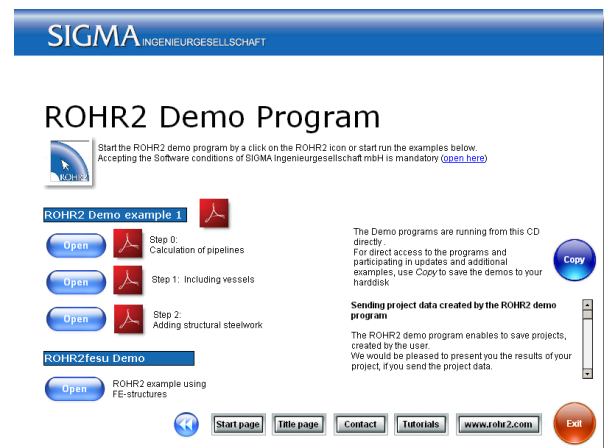 SIGMA INGENIEURGESELLSCHAFT
ROHR2 Demo Program
Start the ROHR2 demo program by a click on the ROHR2 icon or start run the examples below.
Accepting the Software conditions of SIGMA Ingenieurgesellschaft mbH is mandatory (open here)
ROHR2
ROHR2 Demo example 1
Open
Step 0:
Calculation of pipelines
Open
Step 1: Including vessels
Open
Step 2:
Adding structural steelwork
ROHR2fesu Demo
Open
ROHR2 example using
FE-structures
The Demo programs are running from this CD
directly .
For direct access to the programs and
participating in updates and additional
examples, use Copy to save the demos to your
harddisk
Copy
Sending project data created by the ROHR2 demo
program
The ROHR2 demo program enables to save projects,
created by the user.
We would be pleased to present you the results of your
project, if you send the project data.
Start page
Title page
Contact
Tutorials
www.rohr2.com
Exit